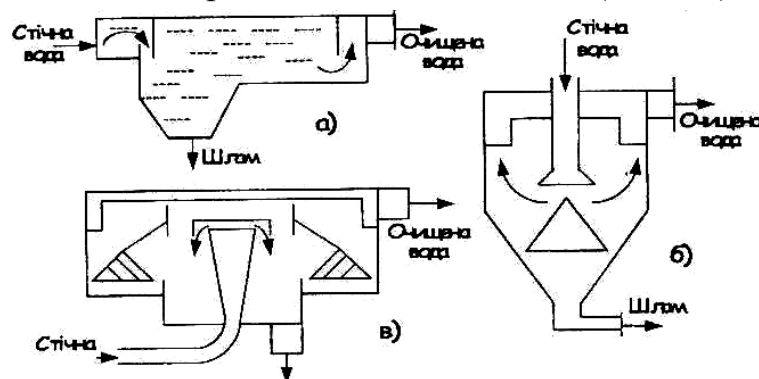 Стічна
вода
Очищена
вода
а)
Шлам
Стічна
вода
Очищена
вода
б)
Шлам
Очищена
вода
в)
Стічна